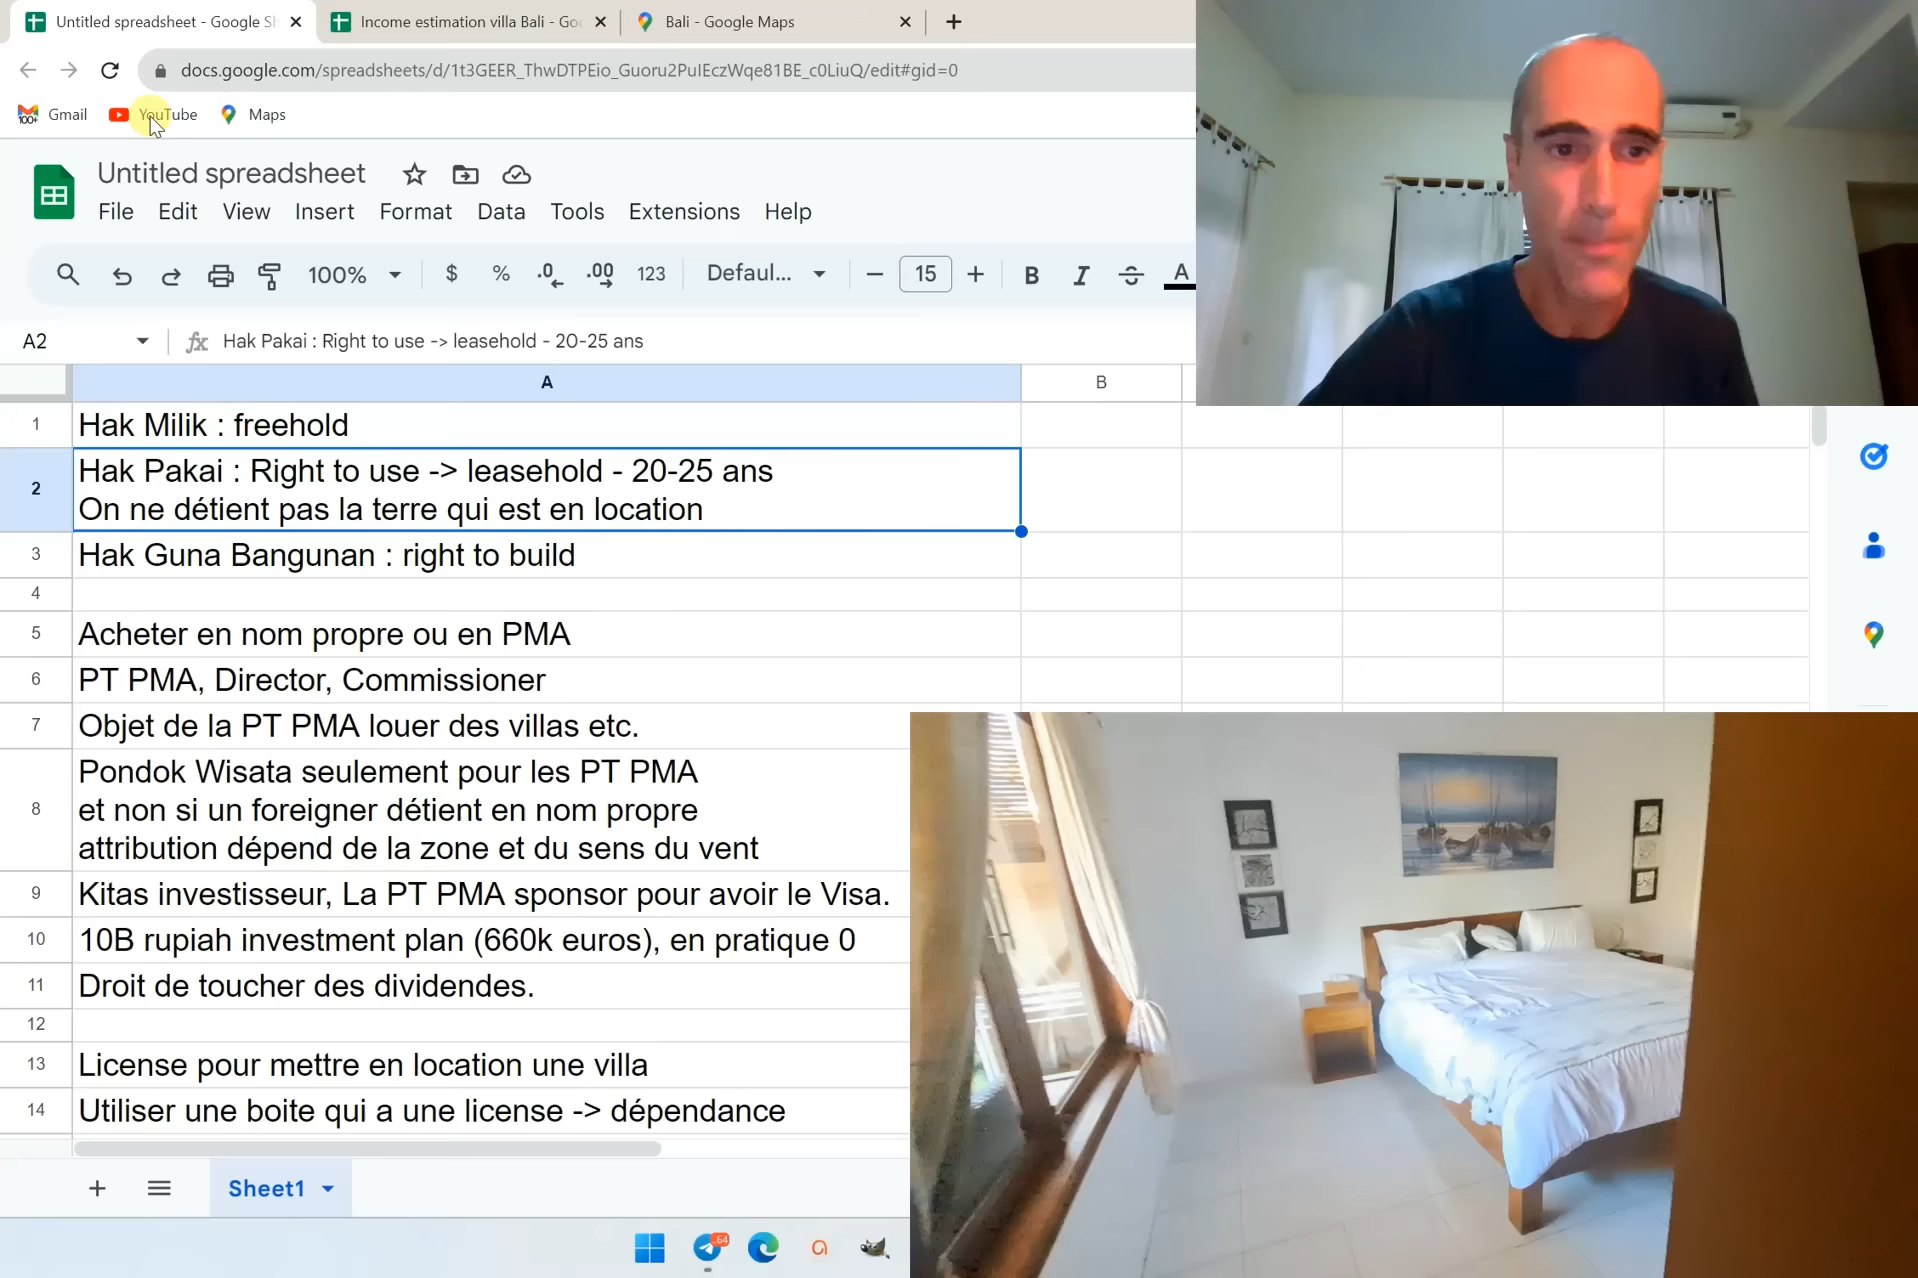 Untitled spreadsheet - Google Sh
Income estimation villa Bali - Goo
Bali - Google Maps
docs.google.com/spreadsheets/d/1t3GEER_ThwDTPEio_Guoru2PuIEczWqe81BE_c0LiuQ/edit#gid=0
Gmail
YouTube
Maps
Untitled spreadsheet
File Edit View Insert Format Data Tools Extensions Help
100% $ % .0 .00 123 Defaul... 15 B I S A
A2
fx Hak Pakai : Right to use -> leasehold - 20-25 ans
A B
1 Hak Milik : freehold
2 Hak Pakai : Right to use -> leasehold - 20-25 ans
On ne détient pas la terre qui est en location
3 Hak Guna Bangunan : right to build
4
5 Acheter en nom propre ou en PMA
6 PT PMA, Director, Commissioner
7 Objet de la PT PMA louer des villas etc.
8 Pondok Wisata seulement pour les PT PMA
et non si un foreigner détient en nom propre
attribution dépend de la zone et du sens du vent
9 Kitas investisseur, La PT PMA sponsor pour avoir le Visa.
10 10B rupiah investment plan (660k euros), en pratique 0
11 Droit de toucher des dividendes.
12
13 License pour mettre en location une villa
14 Utiliser une boite qui a une license -> dépendance
Sheet1